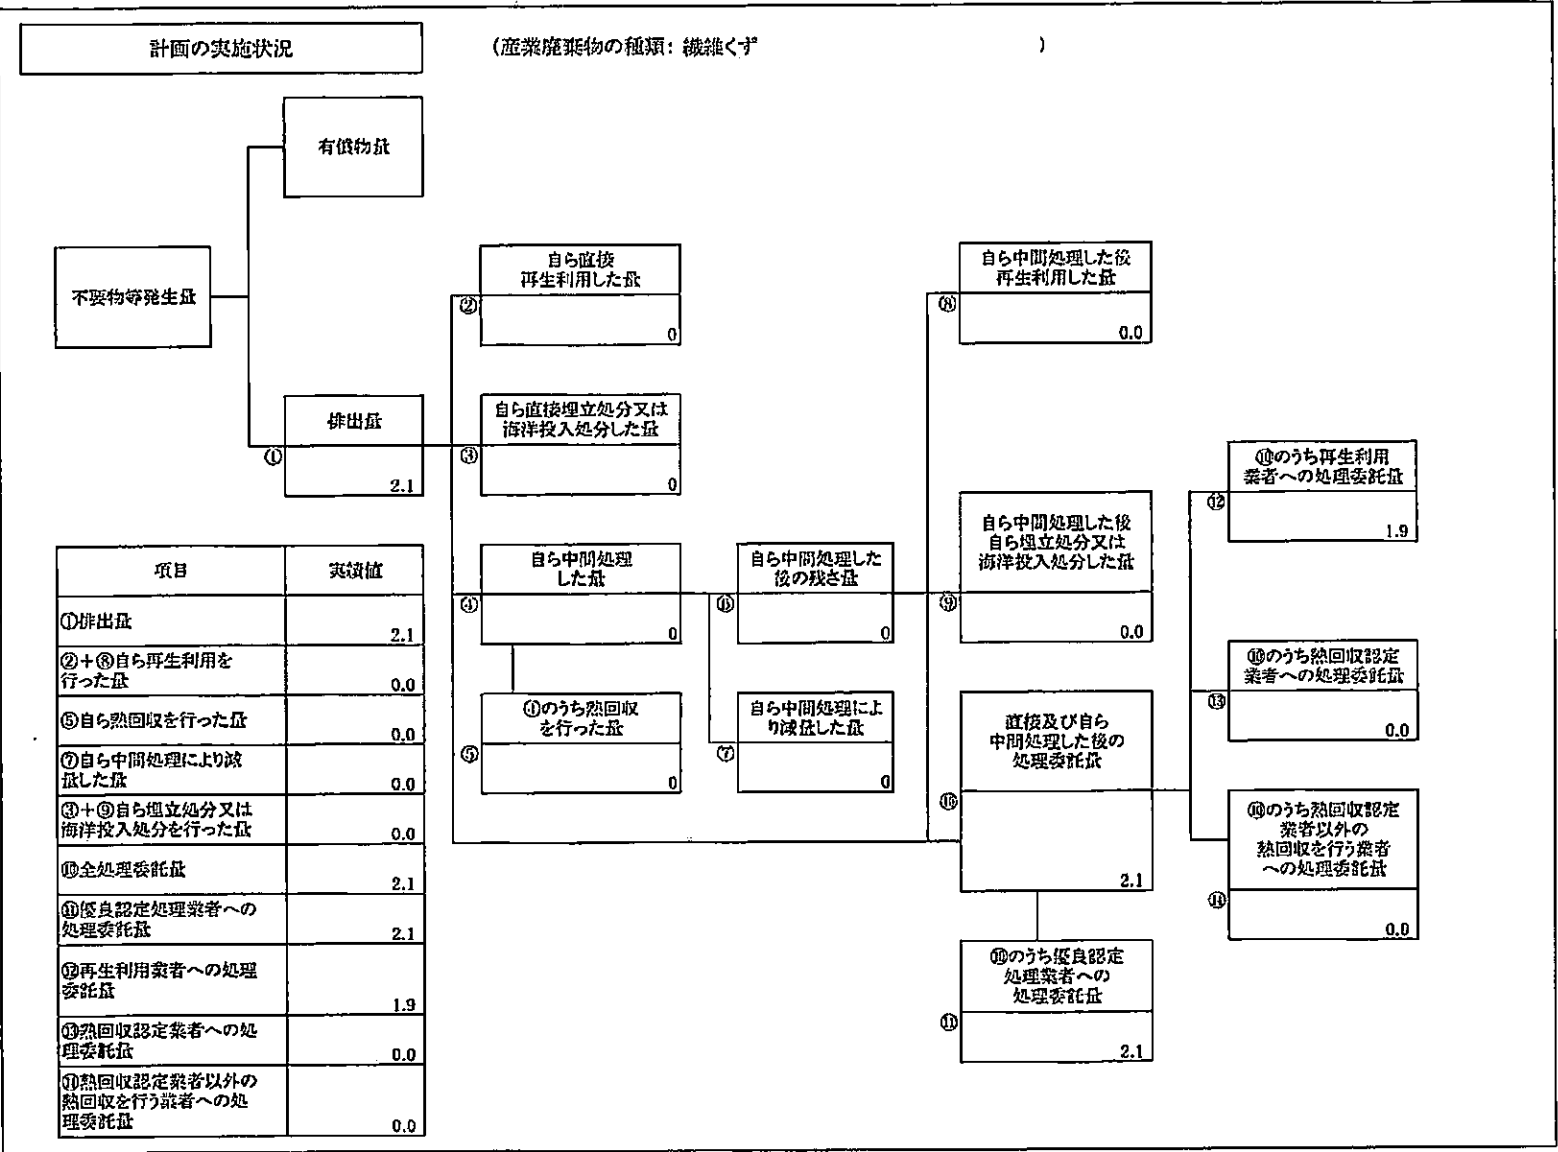 計画の実施状況
(産業廃棄物の種類: 繊維くず )
有償物量
不要物等発生量
排出量
①
2.1
自ら直接
再生利用した量
②
0
自ら直接埋立処分又は
海洋投入処分した量
③
0
自ら中間処理
した量
④
0
④のうち熱回収
を行った量
⑤
0
自ら中間処理した
後の残さ量
⑥
0
自ら中間処理によ
り減量した量
⑦
0
自ら中間処理した後
再生利用した量
⑧
0.0
自ら中間処理した後
自ら埋立処分又は
海洋投入処分した量
⑨
0.0
直接及び自ら
中間処理した後の
処理委託量
⑩
2.1
⑩のうち優良認定
処理業者への
処理委託量
⑪
2.1
⑩のうち再生利用
業者への処理委託量
⑫
1.9
⑩のうち熱回収認定
業者への処理委託量
⑬
0.0
⑩のうち熱回収認定
業者以外の
熱回収を行う業者
への処理委託量
⑭
0.0
項目 実績値
①排出量 2.1
②+⑧自ら再生利用を
行った量 0.0
⑤自ら熱回収を行った量 0.0
⑦自ら中間処理により減
量した量 0.0
③+⑨自ら埋立処分又は
海洋投入処分を行った量 0.0
⑩全処理委託量 2.1
⑪優良認定処理業者への
処理委託量 2.1
⑫再生利用業者への処理
委託量 1.9
⑬熱回収認定業者への処
理委託量 0.0
⑭熱回収認定業者以外の
熱回収を行う業者への処
理委託量 0.0